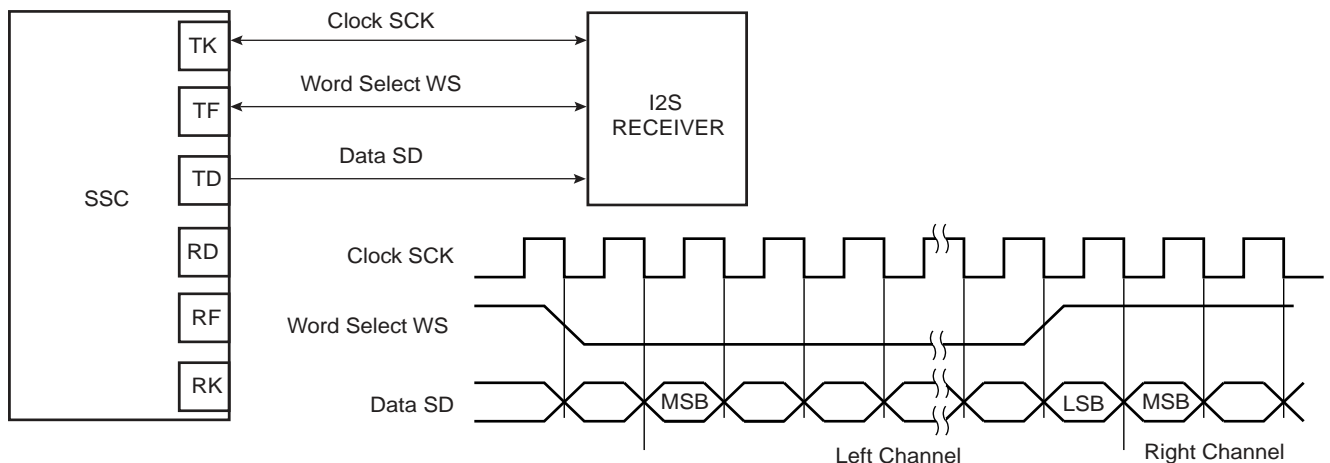 Clock SCK
TK
Word Select WS
TF
I2S
RECEIVER
Data SD
TD
SSC
RD
RF
RK
Clock SCK
Word Select WS
Data SD
MSB
LSB
MSB
Left Channel
Right Channel